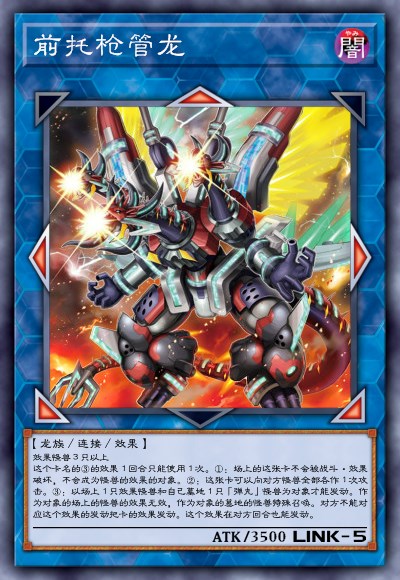 前托枪管龙
やみ
闇
【龙族/连接/效果】
效果怪兽3只以上
这个卡名的③的效果1回合只能使用1次。①:场上的这张卡不会被战斗·效果
破坏,不会成为怪兽的效果的对象。②:这张卡可以向对方怪兽全部各作1次攻
击。③:以场上1只效果怪兽和自己墓地1只「弹丸」怪兽为对象才能发动。作
为对象的场上的怪兽的效果无效,作为对象的墓地的怪兽特殊召唤。对方不能对
应这个效果的发动把卡的效果发动。这个效果在对方回合也能发动。
ATK/3500 LINK-5